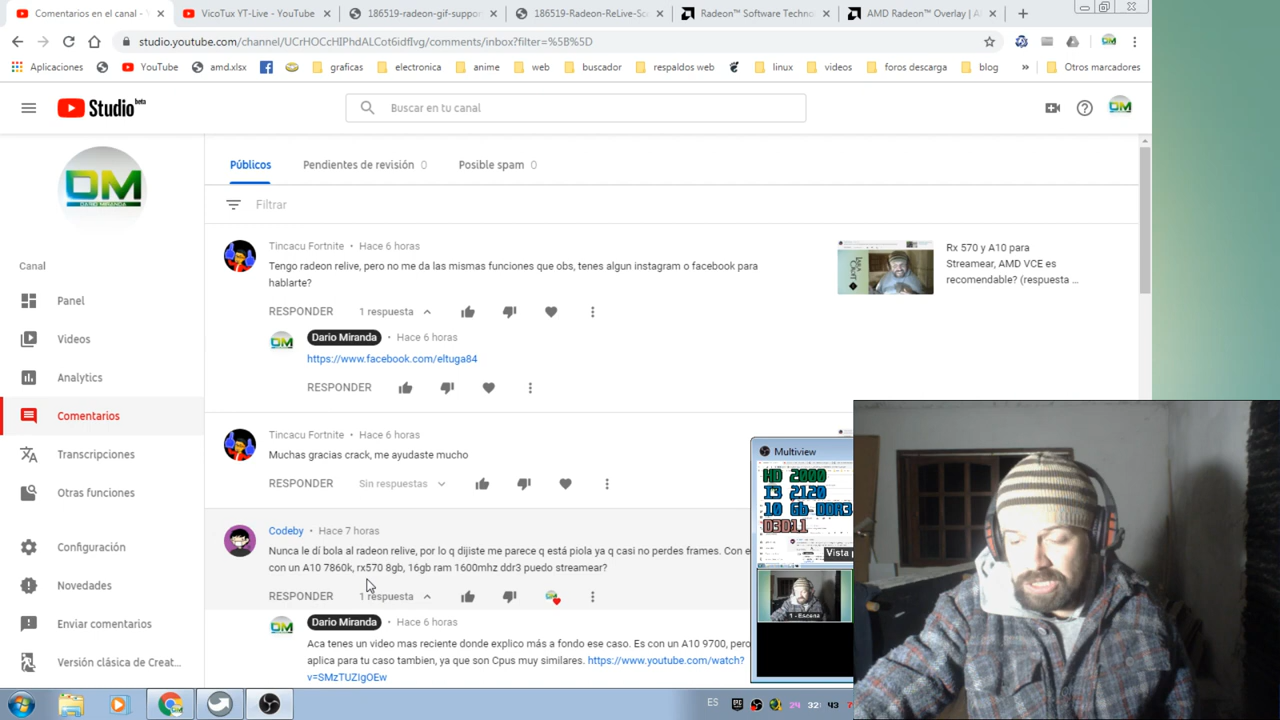 Comentarios en el canal - Y
VicoTux YT-Live - YouTube
186519-radeon-gif-suppor
186519-Radeon-ReLive-Sc
Radeon™ Software Techno
AMD Radeon™ Overlay | A
studio.youtube.com/channel/UCrHOCcHIPhdALCot6idflvg/comments/inbox?filter=%5B%5D
Aplicaciones
YouTube
amd.xlsx
graficas
electronica
anime
web
buscador
respaldos web
linux
videos
foros descarga
blog
»
Otros marcadores
Studio beta
Buscar en tu canal
DM
DM
Canal
Panel
Videos
Analytics
Comentarios
Transcripciones
Otras funciones
Configuración
Novedades
Enviar comentarios
Versión clásica de Creat...
Públicos
Pendientes de revisión 0
Posible spam 0
Filtrar
Tincacu Fortnite • Hace 6 horas
Tengo radeon relive, pero no me da las mismas funciones que obs, tenes algun instagram o facebook para
hablarte?
RESPONDER 1 respuesta
Rx 570 y A10 para
Streamear, AMD VCE es
recomendable? (respuesta ...
Dario Miranda • Hace 6 horas
https://www.facebook.com/eltuga84
RESPONDER
Tincacu Fortnite • Hace 6 horas
Muchas gracias crack, me ayudaste mucho
RESPONDER Sin respuestas
Codeby • Hace 7 horas
Nunca le dí bola al radeon relive, por lo q dijiste me parece q está piola ya q casi no perdes frames. Con e
con un A10 7860k, rx570 8gb, 16gb ram 1600mhz ddr3 puedo streamear?
RESPONDER 1 respuesta
DM
Dario Miranda • Hace 6 horas
Aca tenes un video mas reciente donde explico más a fondo ese caso. Es con un A10 9700, pero
aplica para tu caso tambien, ya que son Cpus muy similares. https://www.youtube.com/watch?
v=SMzTUZIgOEw
Multiview
HD 2000
I3 2120
10 Gb-DDR3
D3D11
Vista p
1 - Escena
ES
24 32 43